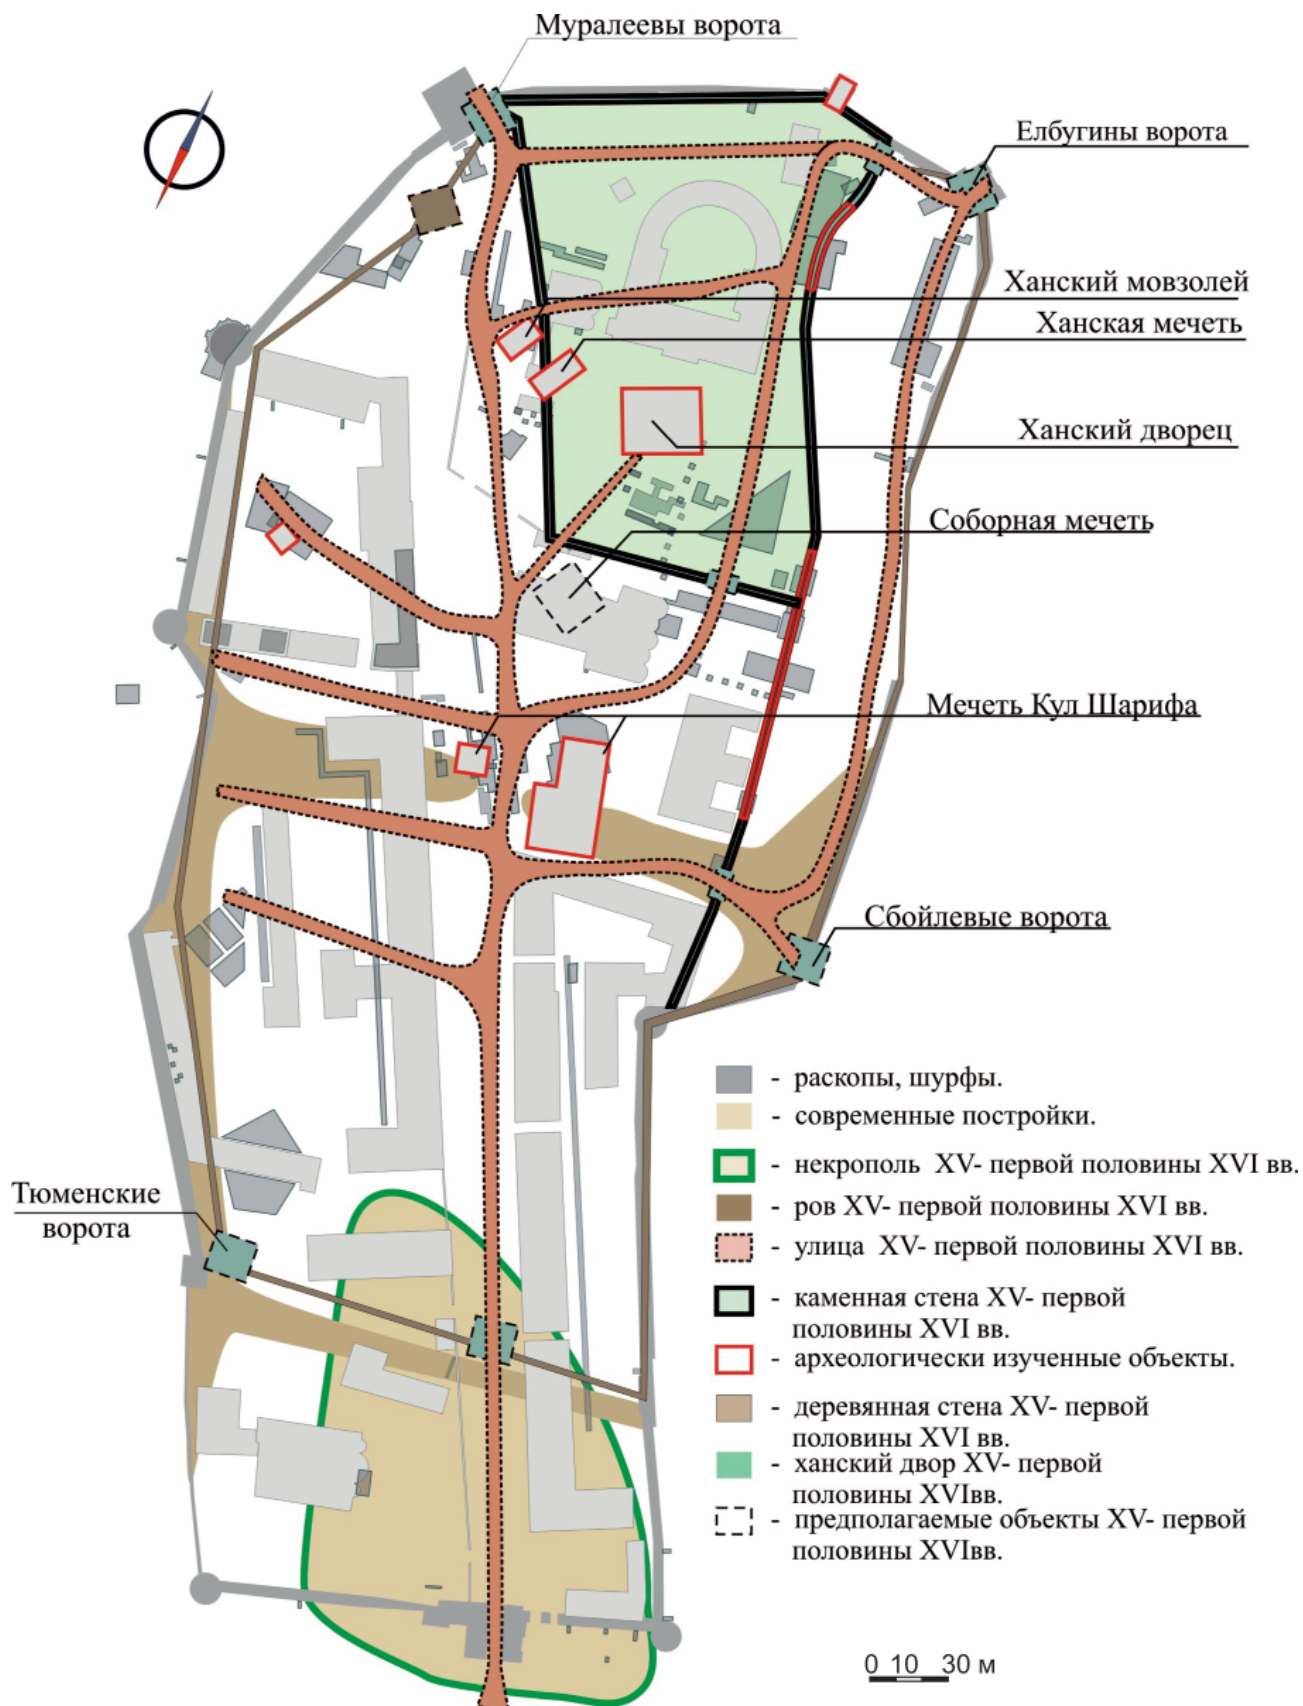 Муралеевы ворота
Елбугины ворота
Ханский мовзолей
Ханская мечеть
Ханский дворец
Соборная мечеть
Мечеть Кул Шарифа
Сбойлевые ворота
Тюменские
ворота
- раскопы, шурфы.
- современные постройки.
- некрополь XV- первой половины XVI вв.
- ров XV- первой половины XVI вв.
- улица XV- первой половины XVI вв.
- каменная стена XV- первой
половины XVI вв.
- археологически изученные объекты.
- деревянная стена XV- первой
половины XVI вв.
- ханский двор XV- первой
половины XVIвв.
- предполагаемые объекты XV- первой
половины XVIвв.
0 10 30 м